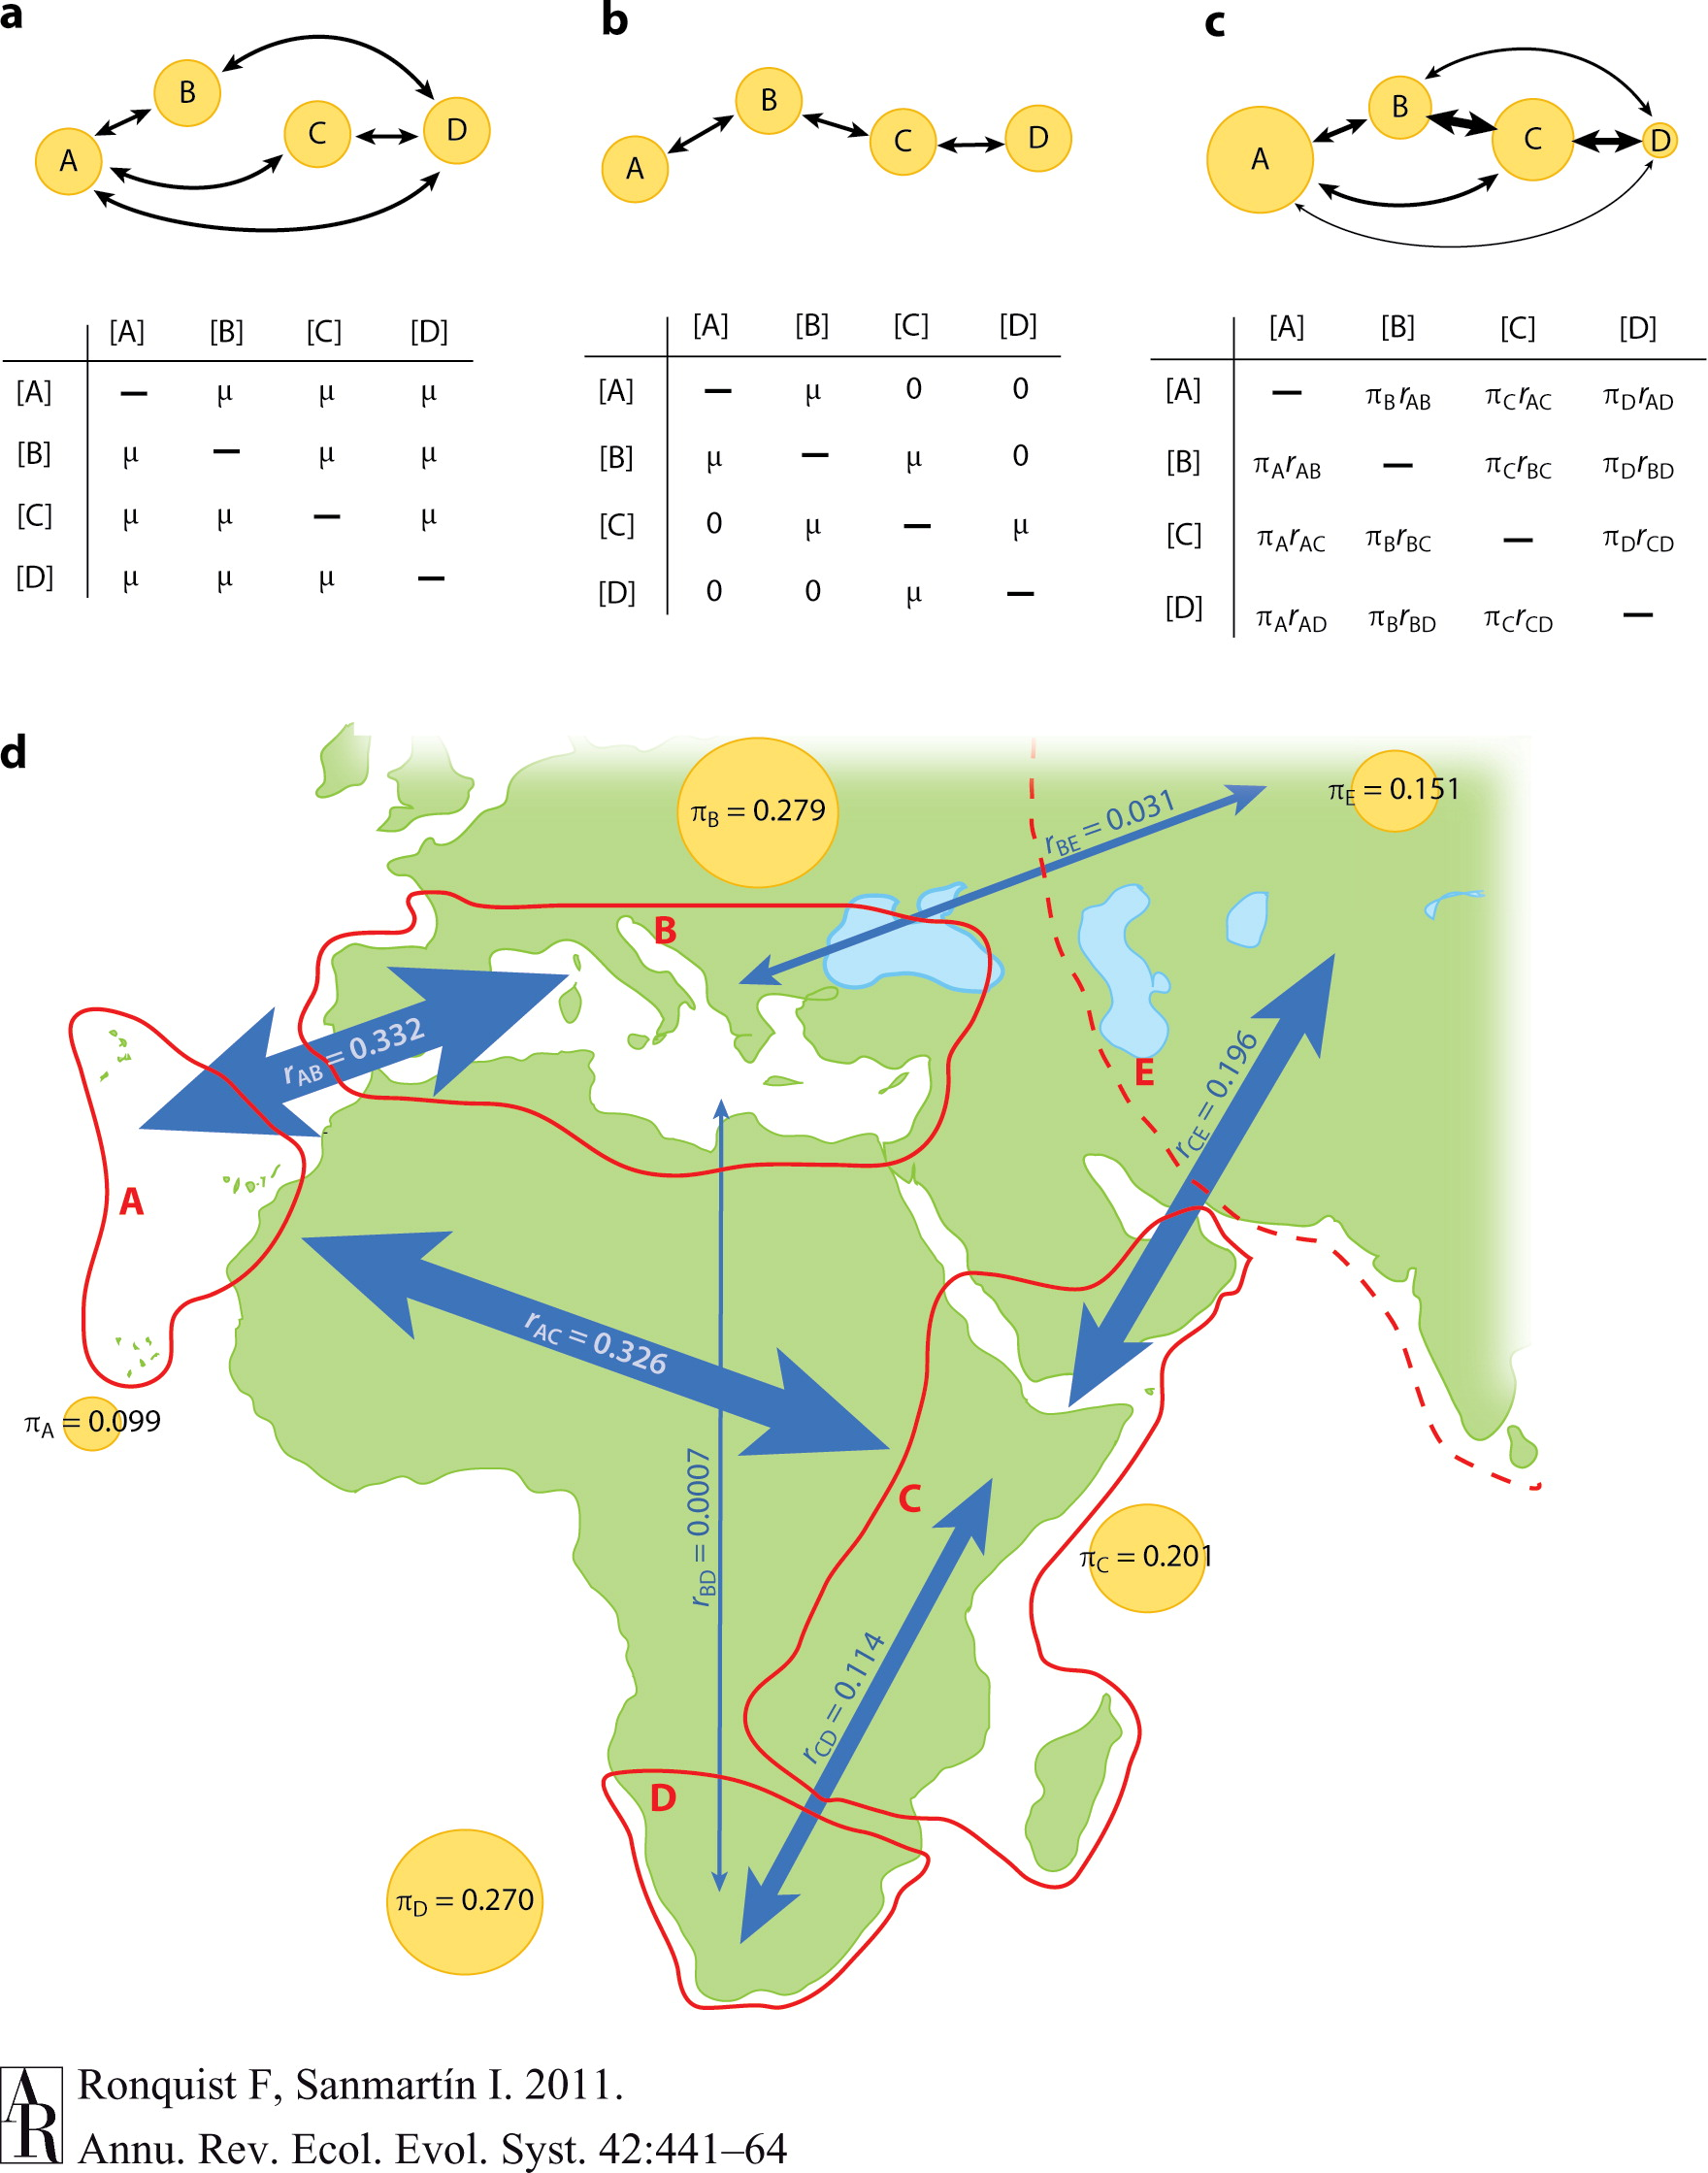 a
B
C
D
A
[A] [B] [C] [D]
[A] — μ μ μ
[B] μ — μ μ
[C] μ μ — μ
[D] μ μ μ —
b
B
C
D
A
[A] [B] [C] [D]
[A] — μ 0 0
[B] μ — μ 0
[C] 0 μ — μ
[D] 0 0 μ —
c
B
C
D
A
[A] [B] [C] [D]
[A] — πBrAB πCrAC πDrAD
[B] πArAB — πCrBC πDrBD
[C] πArAC πBrBC — πDrCD
[D] πArAD πBrBD πCrCD —
d
πB = 0.279
πE = 0.151
rBE = 0.031
B
rAB = 0.332
E
rCE = 0.196
A
rAC = 0.326
πA = 0.099
rBD = 0.0007
C
πC = 0.201
rCD = 0.114
D
πD = 0.270
AR
Ronquist F, Sanmartín I. 2011.
Annu. Rev. Ecol. Evol. Syst. 42:441–64